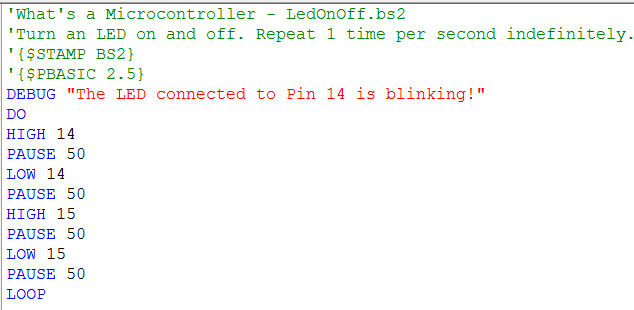 'What's a Microcontroller - LedOnOff.bs2
'Turn an LED on and off. Repeat 1 time per second indefinitely.
'{$STAMP BS2}
'{$PBASIC 2.5}
DEBUG "The LED connected to Pin 14 is blinking!"
DO
HIGH 14
PAUSE 50
LOW 14
PAUSE 50
HIGH 15
PAUSE 50
LOW 15
PAUSE 50
LOOP